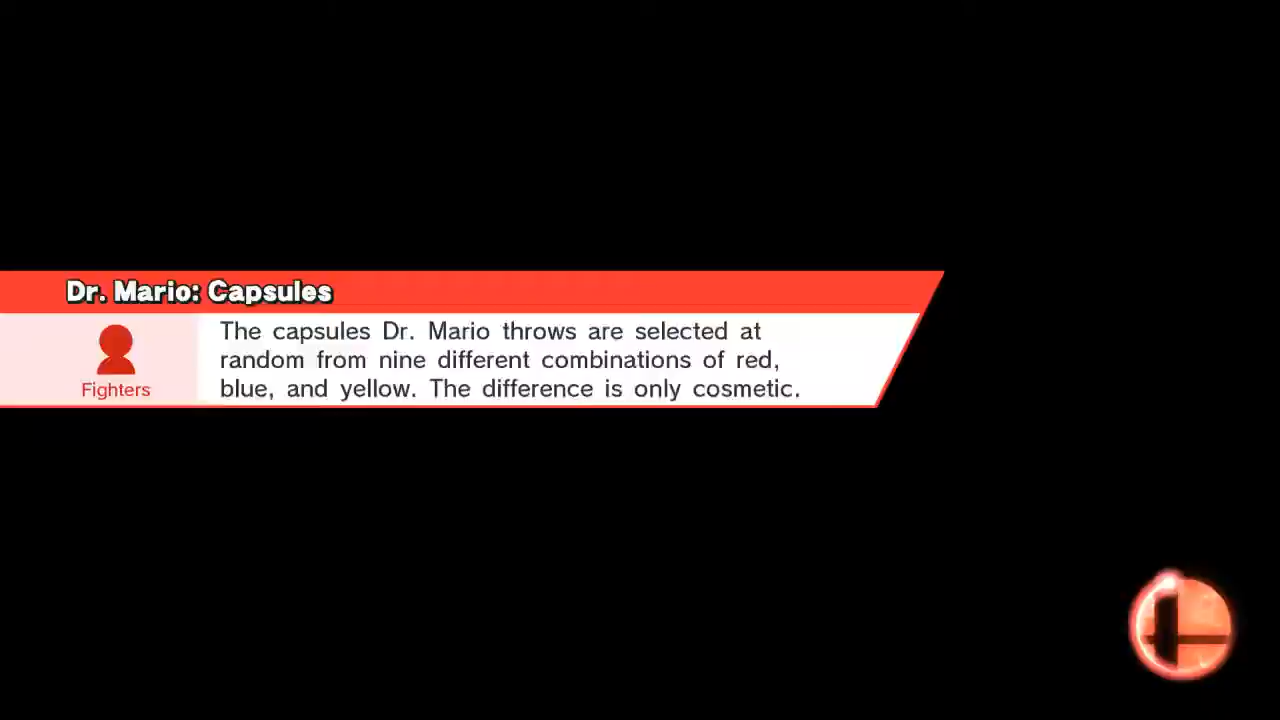 Dr. Mario: Capsules
The capsules Dr. Mario throws are selected at
random from nine different combinations of red,
blue, and yellow. The difference is only cosmetic.
Fighters